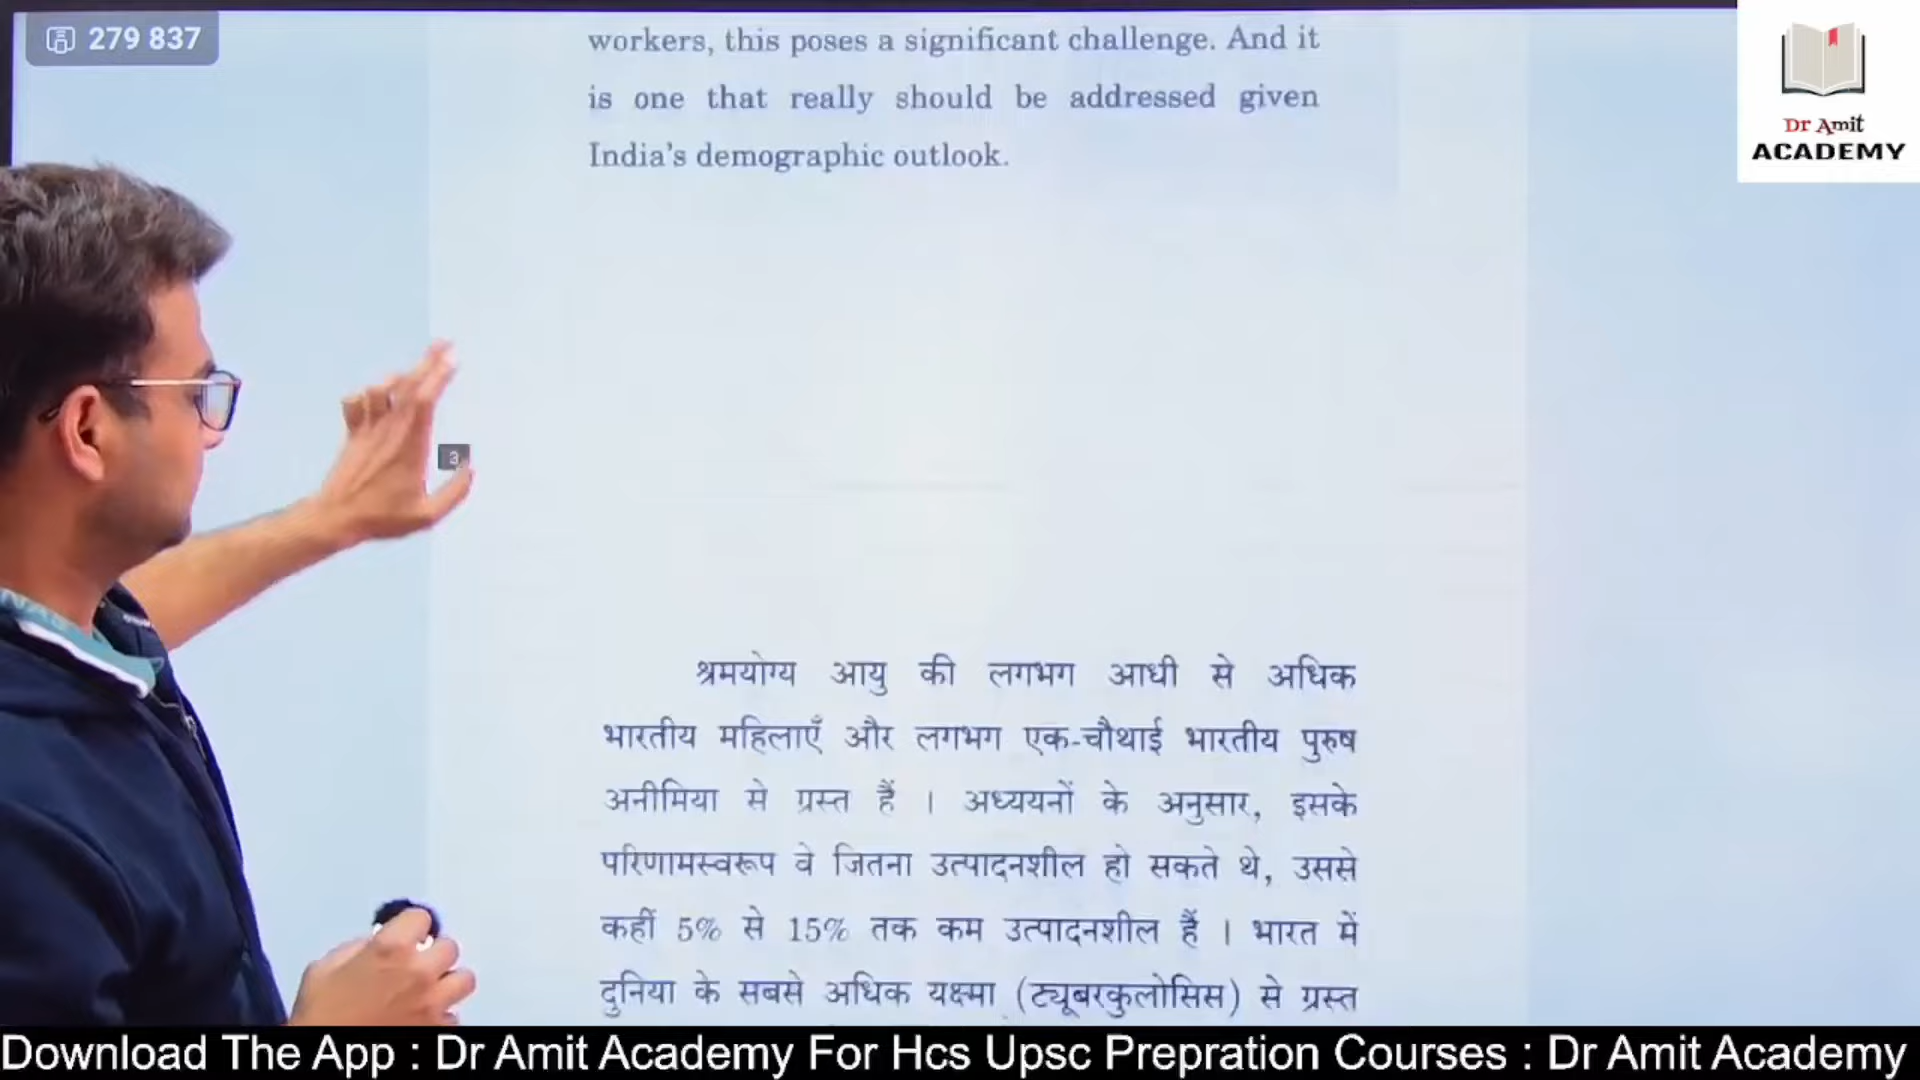 279 837
workers, this poses a significant challenge. And it
is one that really should be addressed given
India's demographic outlook.
Dr Amit
ACADEMY
3
श्रमयोग्य आयु की लगभग आधी से अधिक
भारतीय महिलाएँ और लगभग एक-चौथाई भारतीय पुरुष
अनीमिया से ग्रस्त हैं । अध्ययनों के अनुसार, इसके
परिणामस्वरूप वे जितना उत्पादनशील हो सकते थे, उससे
कहीं 5% से 15% तक कम उत्पादनशील हैं । भारत में
दुनिया के सबसे अधिक यक्ष्मा (ट्यूबरकुलोसिस) से ग्रस्त
Download The App : Dr Amit Academy For Hcs Upsc Prepration Courses : Dr Amit Academy